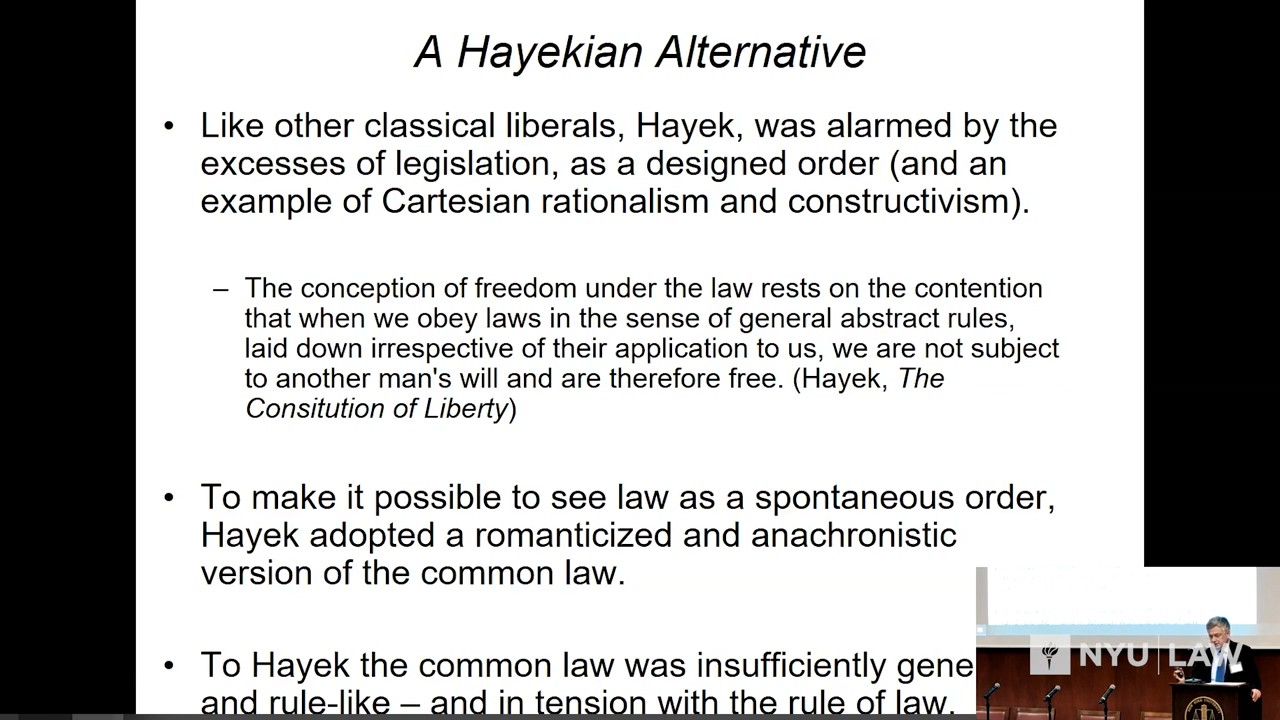 A Hayekian Alternative
• Like other classical liberals, Hayek, was alarmed by the
excesses of legislation, as a designed order (and an
example of Cartesian rationalism and constructivism).
– The conception of freedom under the law rests on the contention
that when we obey laws in the sense of general abstract rules,
laid down irrespective of their application to us, we are not subject
to another man's will and are therefore free. (Hayek, The
Consitution of Liberty)
• To make it possible to see law as a spontaneous order,
Hayek adopted a romanticized and anachronistic
version of the common law.
• To Hayek the common law was insufficiently gene
and rule-like – and in tension with the rule of law.
NYU LAW